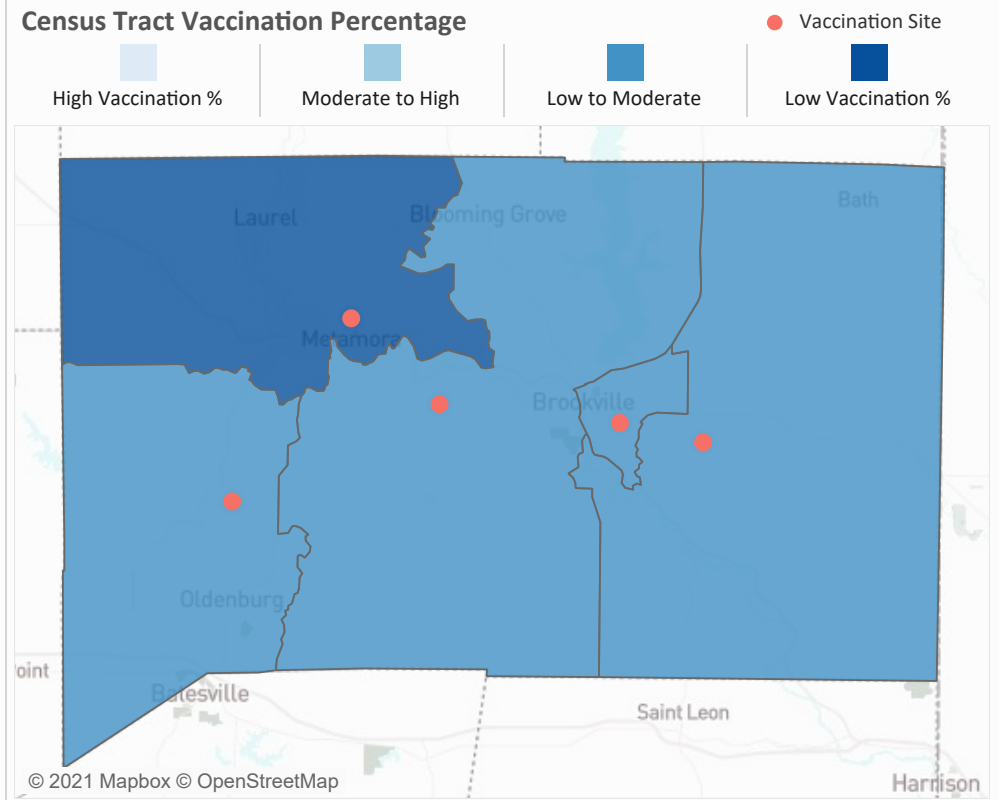 Census Tract Vaccination Percentage
Vaccination Site
High Vaccination %
Moderate to High
Low to Moderate
Low Vaccination %
Bath
Laurel
Blooming Grove
Metamora
Brookville
Oldenburg
oint
Batesville
Saint Leon
© 2021 Mapbox © OpenStreetMap
Harrison